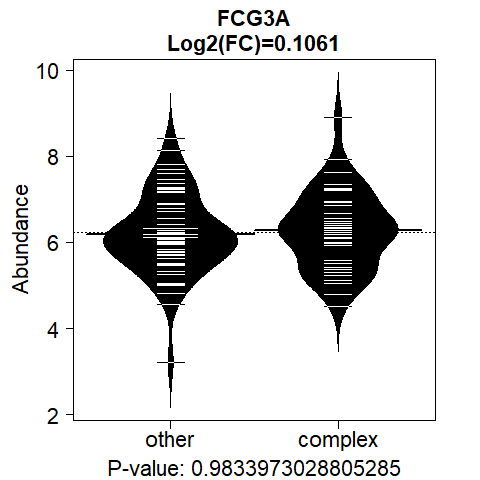 FCG3A
Log2(FC)=0.1061
10
8
6
4
2
Abundance
other complex
P-value: 0.9833973028805285